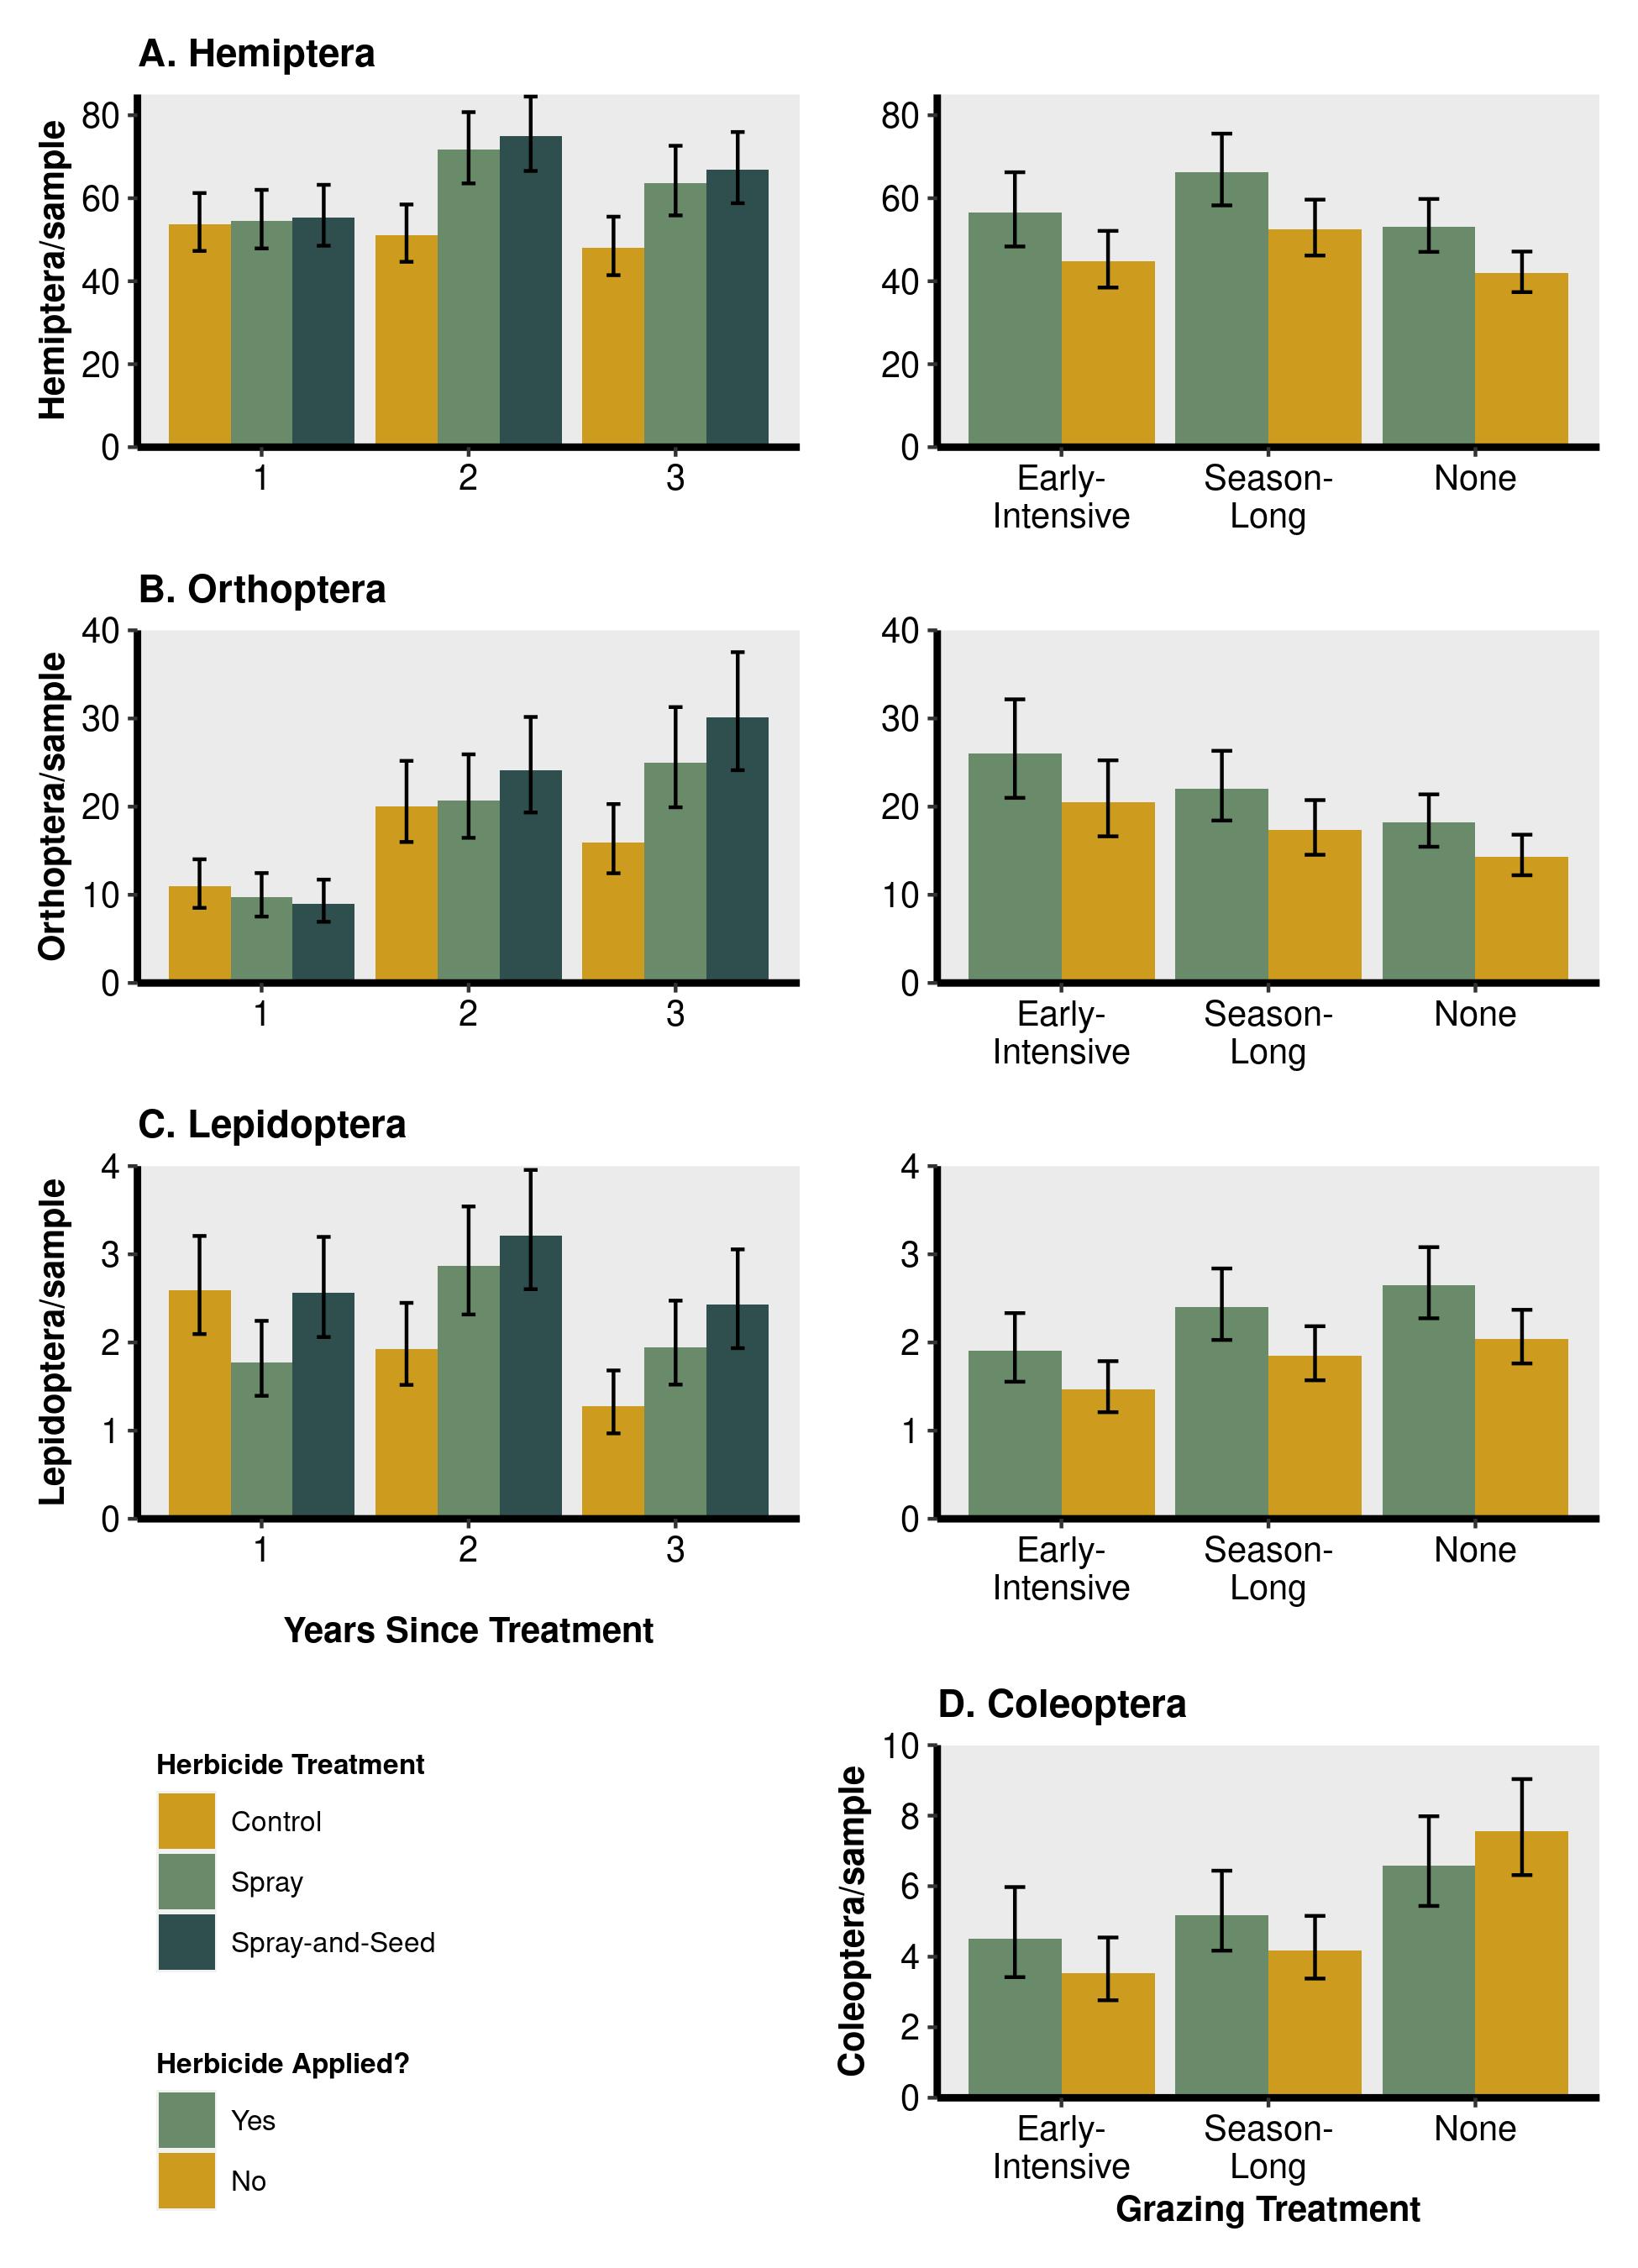 A. Hemiptera
Hemiptera/sample
80
60
40
20
0
1 2 3
80
60
40
20
0
Early-
Intensive
Season-
Long
None
B. Orthoptera
Orthoptera/sample
40
30
20
10
0
1 2 3
40
30
20
10
0
Early-
Intensive
Season-
Long
None
C. Lepidoptera
Lepidoptera/sample
4
3
2
1
0
1 2 3
Years Since Treatment
4
3
2
1
0
Early-
Intensive
Season-
Long
None
Herbicide Treatment
Control
Spray
Spray-and-Seed
Herbicide Applied?
Yes
No
D. Coleoptera
Coleoptera/sample
10
8
6
4
2
0
Early-
Intensive
Season-
Long
None
Grazing Treatment